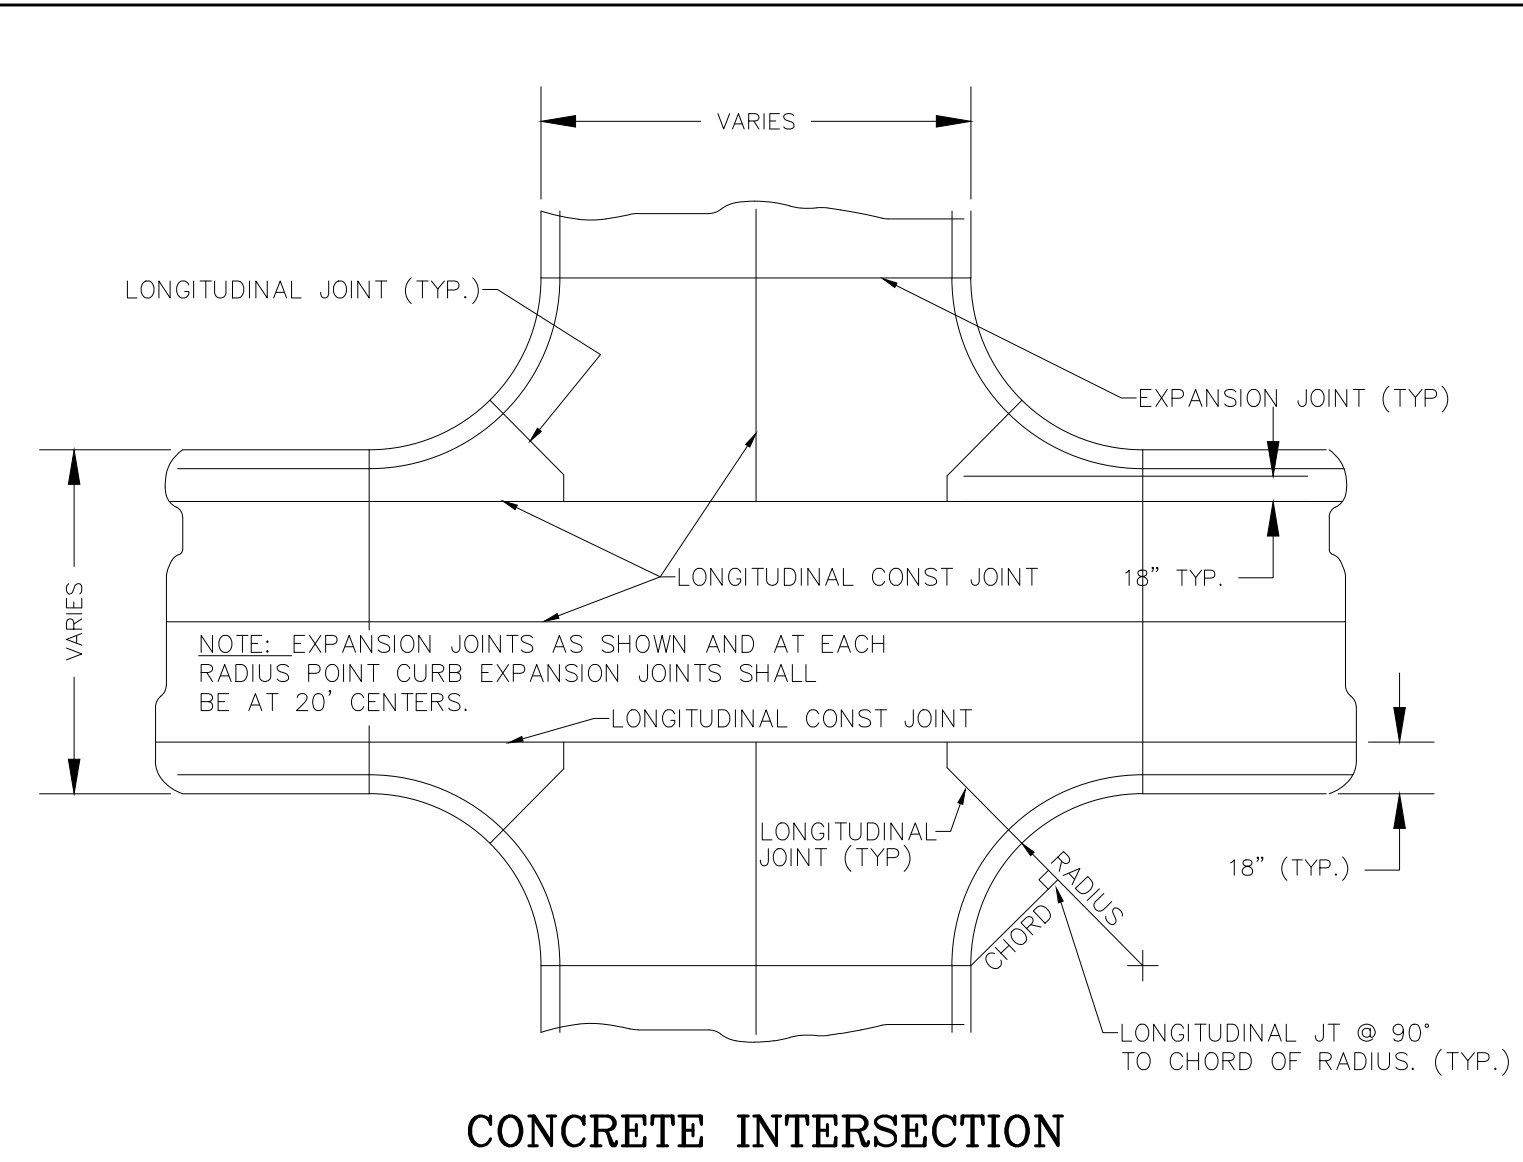 VARIES
LONGITUDINAL JOINT (TYP.)
EXPANSION JOINT (TYP)
LONGITUDINAL CONST JOINT
18” TYP.
VARIES
NOTE: EXPANSION JOINTS AS SHOWN AND AT EACH
RADIUS POINT CURB EXPANSION JOINTS SHALL
BE AT 20’ CENTERS.
LONGITUDINAL CONST JOINT
LONGITUDINAL
JOINT (TYP)
18” (TYP.)
RADIUS
CHORD
LONGITUDINAL JT @ 90°
TO CHORD OF RADIUS. (TYP.)
CONCRETE INTERSECTION